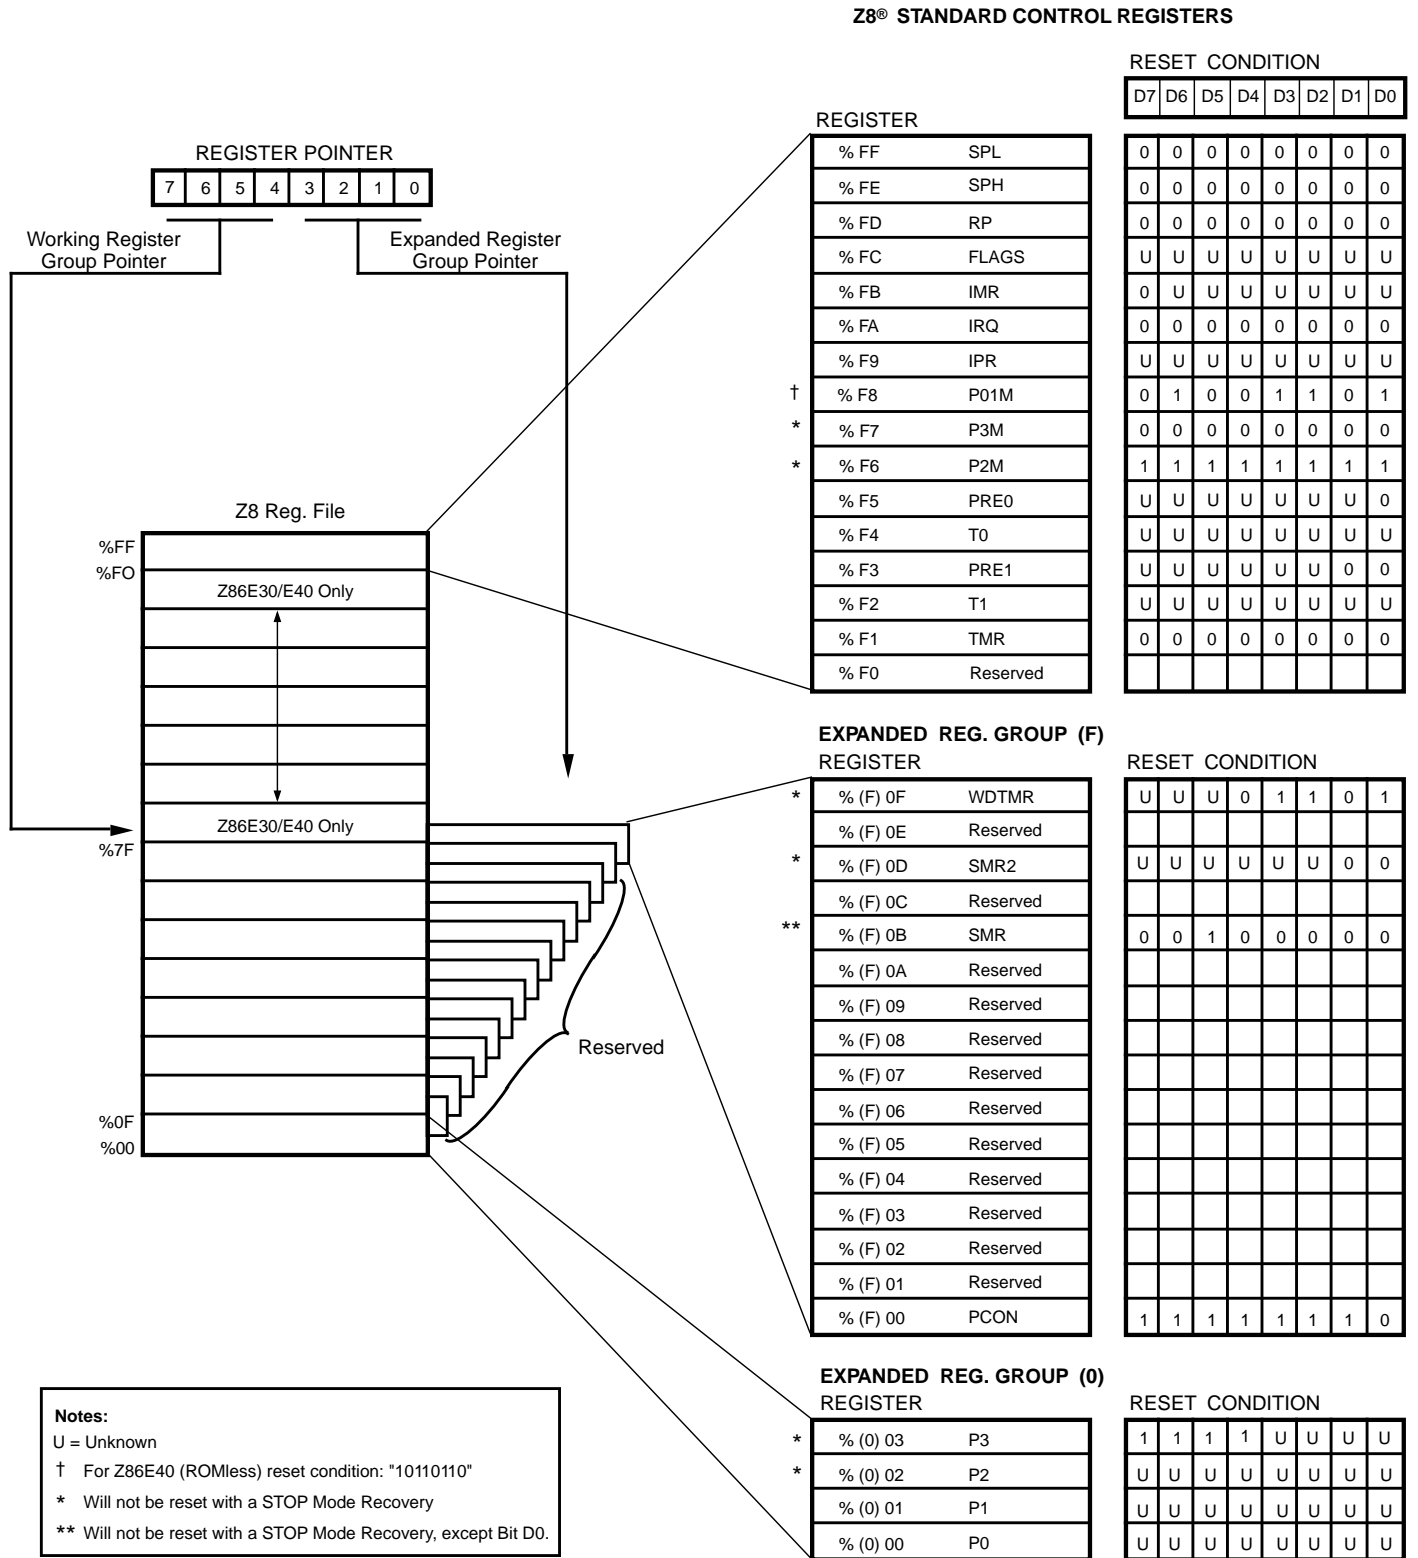 Z8® STANDARD CONTROL REGISTERS
RESET CONDITION
D7 D6 D5 D4 D3 D2 D1 D0
REGISTER
% FF SPL 0 0 0 0 0 0 0 0
% FE SPH 0 0 0 0 0 0 0 0
% FD RP 0 0 0 0 0 0 0 0
% FC FLAGS U U U U U U U U
% FB IMR 0 U U U U U U U
% FA IRQ 0 0 0 0 0 0 0 0
% F9 IPR U U U U U U U U
† % F8 P01M 0 1 0 0 1 1 0 1
* % F7 P3M 0 0 0 0 0 0 0 0
* % F6 P2M 1 1 1 1 1 1 1 1
% F5 PRE0 U U U U U U U 0
% F4 T0 U U U U U U U U
% F3 PRE1 U U U U U U 0 0
% F2 T1 U U U U U U U U
% F1 TMR 0 0 0 0 0 0 0 0
% F0 Reserved
REGISTER POINTER
7 6 5 4 3 2 1 0
Working Register
Group Pointer
Expanded Register
Group Pointer
Z8 Reg. File
%FF
%FO
Z86E30/E40 Only
Z86E30/E40 Only
%7F
Reserved
%0F
%00
EXPANDED REG. GROUP (F)
REGISTER
RESET CONDITION
* % (F) 0F WDTMR U U U 0 1 1 0 1
% (F) 0E Reserved
* % (F) 0D SMR2 U U U U U U 0 0
% (F) 0C Reserved
** % (F) 0B SMR 0 0 1 0 0 0 0 0
% (F) 0A Reserved
% (F) 09 Reserved
% (F) 08 Reserved
% (F) 07 Reserved
% (F) 06 Reserved
% (F) 05 Reserved
% (F) 04 Reserved
% (F) 03 Reserved
% (F) 02 Reserved
% (F) 01 Reserved
% (F) 00 PCON 1 1 1 1 1 1 1 0
EXPANDED REG. GROUP (0)
REGISTER
RESET CONDITION
* % (0) 03 P3 1 1 1 1 U U U U
* % (0) 02 P2 U U U U U U U U
% (0) 01 P1 U U U U U U U U
% (0) 00 P0 U U U U U U U U
Notes:
U = Unknown
† For Z86E40 (ROMless) reset condition: "10110110"
* Will not be reset with a STOP Mode Recovery
** Will not be reset with a STOP Mode Recovery, except Bit D0.